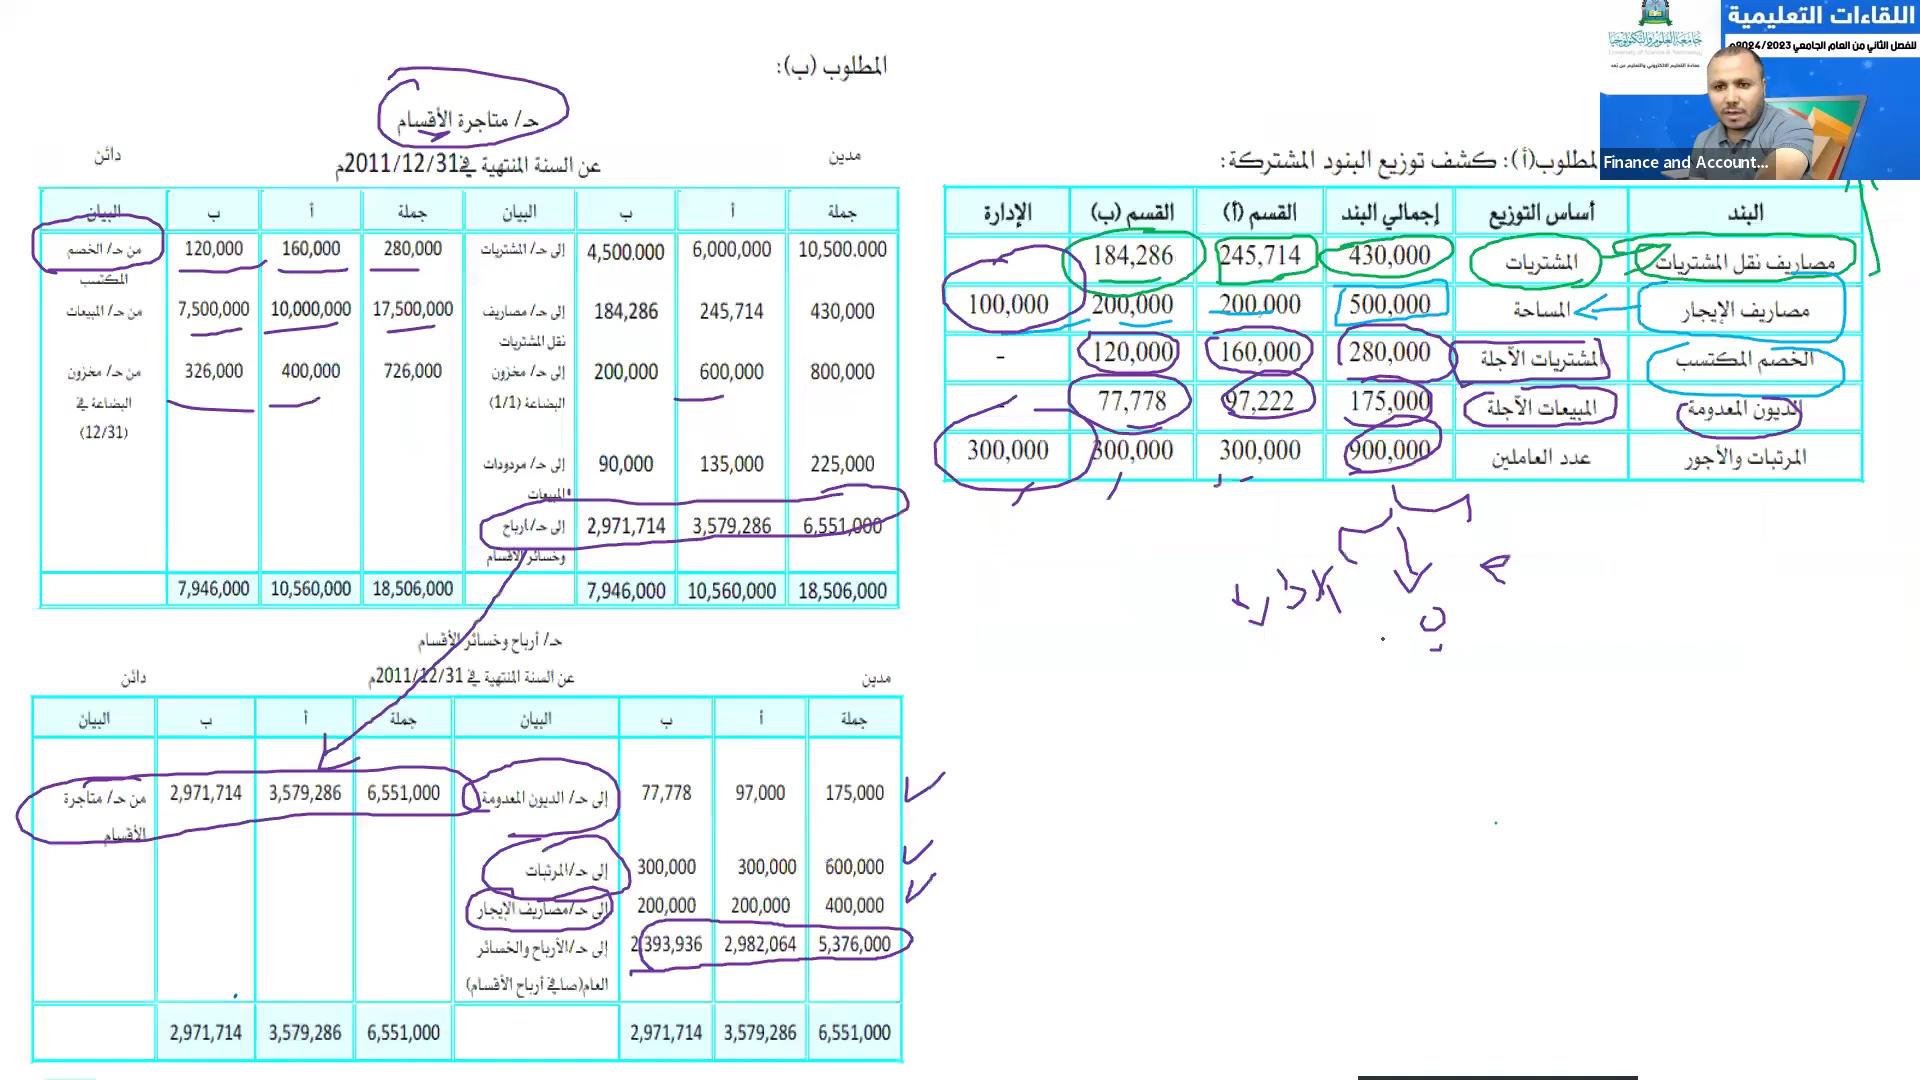 اللقاءات التعليمية
للفصل الثاني من العام الجامعي 2024/2023م
جامعة العلوم والتكنولوجيا
University of Science & Technology
عمادة التعليم الالكتروني والتعليم عن بُعد
Finance and Account...
المطلوب(أ): كشف توزيع البنود المشتركة:
البند أساس التوزيع إجمالي البند القسم (أ) القسم (ب) الإدارة
مصاريف نقل المشتريات المشتريات 430,000 245,714 184,286 -
مصاريف الإيجار المساحة 500,000 200,000 200,000 100,000
الخصم المكتسب المشتريات الآجلة 280,000 160,000 120,000 -
الديون المعدومة المبيعات الآجلة 175,000 97,222 77,778 -
المرتبات والأجور عدد العاملين 900,000 300,000 300,000 300,000
المطلوب (ب):
حـ/ متاجرة الأقسام
مدين عن السنة المنتهية في 2011/12/31م دائن
جملة أ ب البيان جملة أ ب البيان
10,500.000 6,000,000 4,500.000 إلى حـ/ المشتريات 280,000 160,000 120,000 من حـ/ الخصم
المكتسب
430,000 245,714 184,286 إلى حـ/ مصاريف 17,500,000 10,000,000 7,500,000 من حـ/ المبيعات
نقل المشتريات
800,000 600,000 200,000 إلى حـ/ مخزون 726,000 400,000 326,000 من حـ/ مخزون
البضاعة (1/1) البضاعة في
(12/31)
225,000 135,000 90,000 إلى حـ/ مردودات
المبيعات
6,551,000 3,579,286 2,971,714 إلى حـ/ أرباح
وخسائر الأقسام
18,506,000 10,560,000 7,946,000 18,506,000 10,560,000 7,946,000
حـ/ أرباح وخسائر الأقسام
مدين عن السنة المنتهية في 2011/12/31م دائن
جملة أ ب البيان جملة أ ب البيان
175,000 97,000 77,778 إلى حـ/ الديون المعدومة 6,551,000 3,579,286 2,971,714 من حـ/ متاجرة
الأقسام
600,000 300,000 300,000 إلى حـ/المرتبات
400,000 200,000 200,000 إلى حـ/مصاريف الإيجار
5,376,000 2,982,064 2,393,936 إلى حـ/الأرباح والخسائر
العام(صافي أرباح الأقسام)
6,551,000 3,579,286 2,971,714 6,551,000 3,579,286 2,971,714